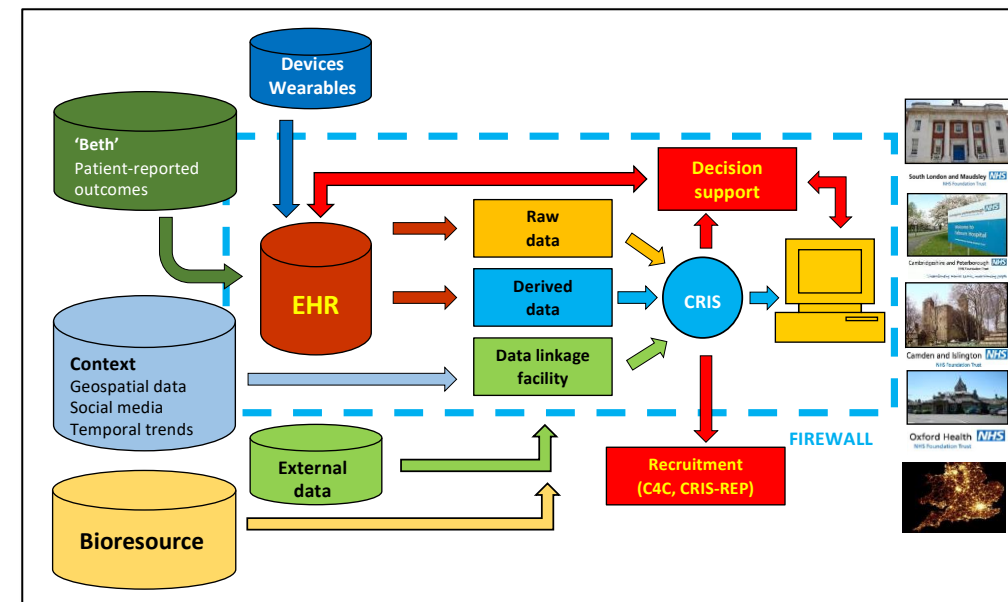 Devices
Wearables
'Beth'
Patient-reported
outcomes
Decision
support
Raw
data
EHR
Derived
data
CRIS
Data linkage
facility
Context
Geospatial data
Social media
Temporal trends
External
data
Bioresource
FIREWALL
Recruitment
(C4C, CRIS-REP)
South London and Maudsley NHS
NHS Foundation Trust
Cambridgeshire and Peterborough NHS
NHS Foundation Trust
Camden and Islington NHS
NHS Foundation Trust
Oxford Health NHS
NHS Foundation Trust